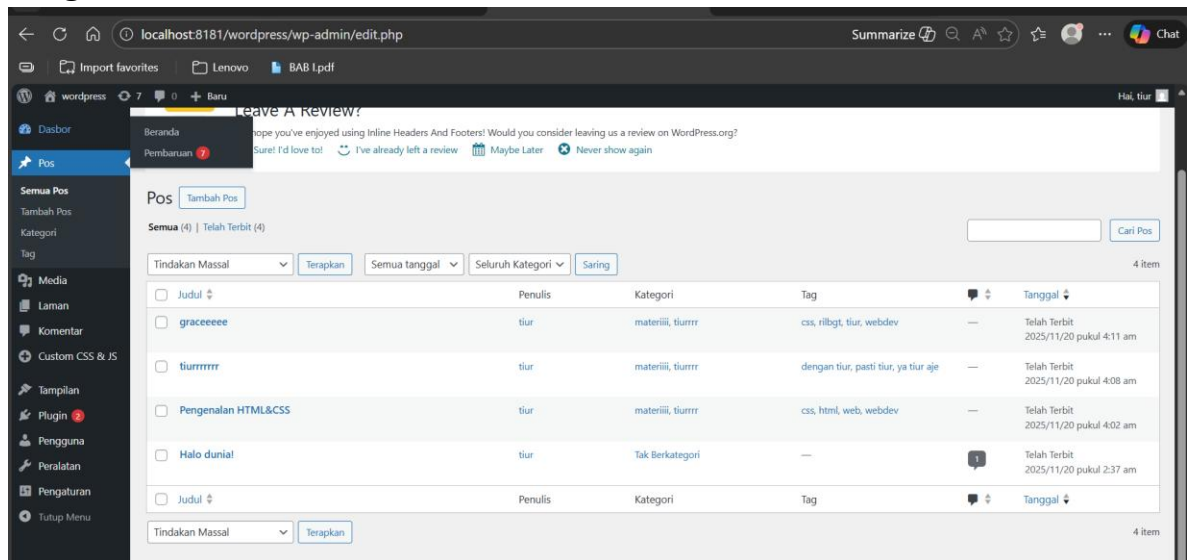 localhost:8181/wordpress/wp-admin/edit.php Summarize Chat
Import favorites Lenovo BAB I.pdf
wordpress 7 0 + Baru Hai, tiur
Leave A Review?
hope you've enjoyed using Inline Headers And Footers! Would you consider leaving us a review on WordPress.org?
Sure! I'd love to! I've already left a review Maybe Later Never show again
Dasbor
Beranda
Pembaruan 7
Pos
Semua Pos
Tambah Pos
Kategori
Tag
Media
Laman
Komentar
Custom CSS & JS
Tampilan
Plugin 2
Pengguna
Peralatan
Pengaturan
Tutup Menu
Pos Tambah Pos
Semua (4) | Telah Terbit (4)
Cari Pos
Tindakan Massal Terapkan Semua tanggal Seluruh Kategori Saring 4 item
Judul Penulis Kategori Tag Tanggal
graceeeee tiur materiiii, tiurrrr css, rilbgt, tiur, webdev — Telah Terbit
2025/11/20 pukul 4:11 am
tiurrrrrrr tiur materiiii, tiurrrr dengan tiur, pasti tiur, ya tiur aje — Telah Terbit
2025/11/20 pukul 4:08 am
Pengenalan HTML&CSS tiur materiiii, tiurrrr css, html, web, webdev — Telah Terbit
2025/11/20 pukul 4:02 am
Halo dunia! tiur Tak Berkategori — 1 Telah Terbit
2025/11/20 pukul 2:37 am
Judul Penulis Kategori Tag Tanggal
Tindakan Massal Terapkan 4 item